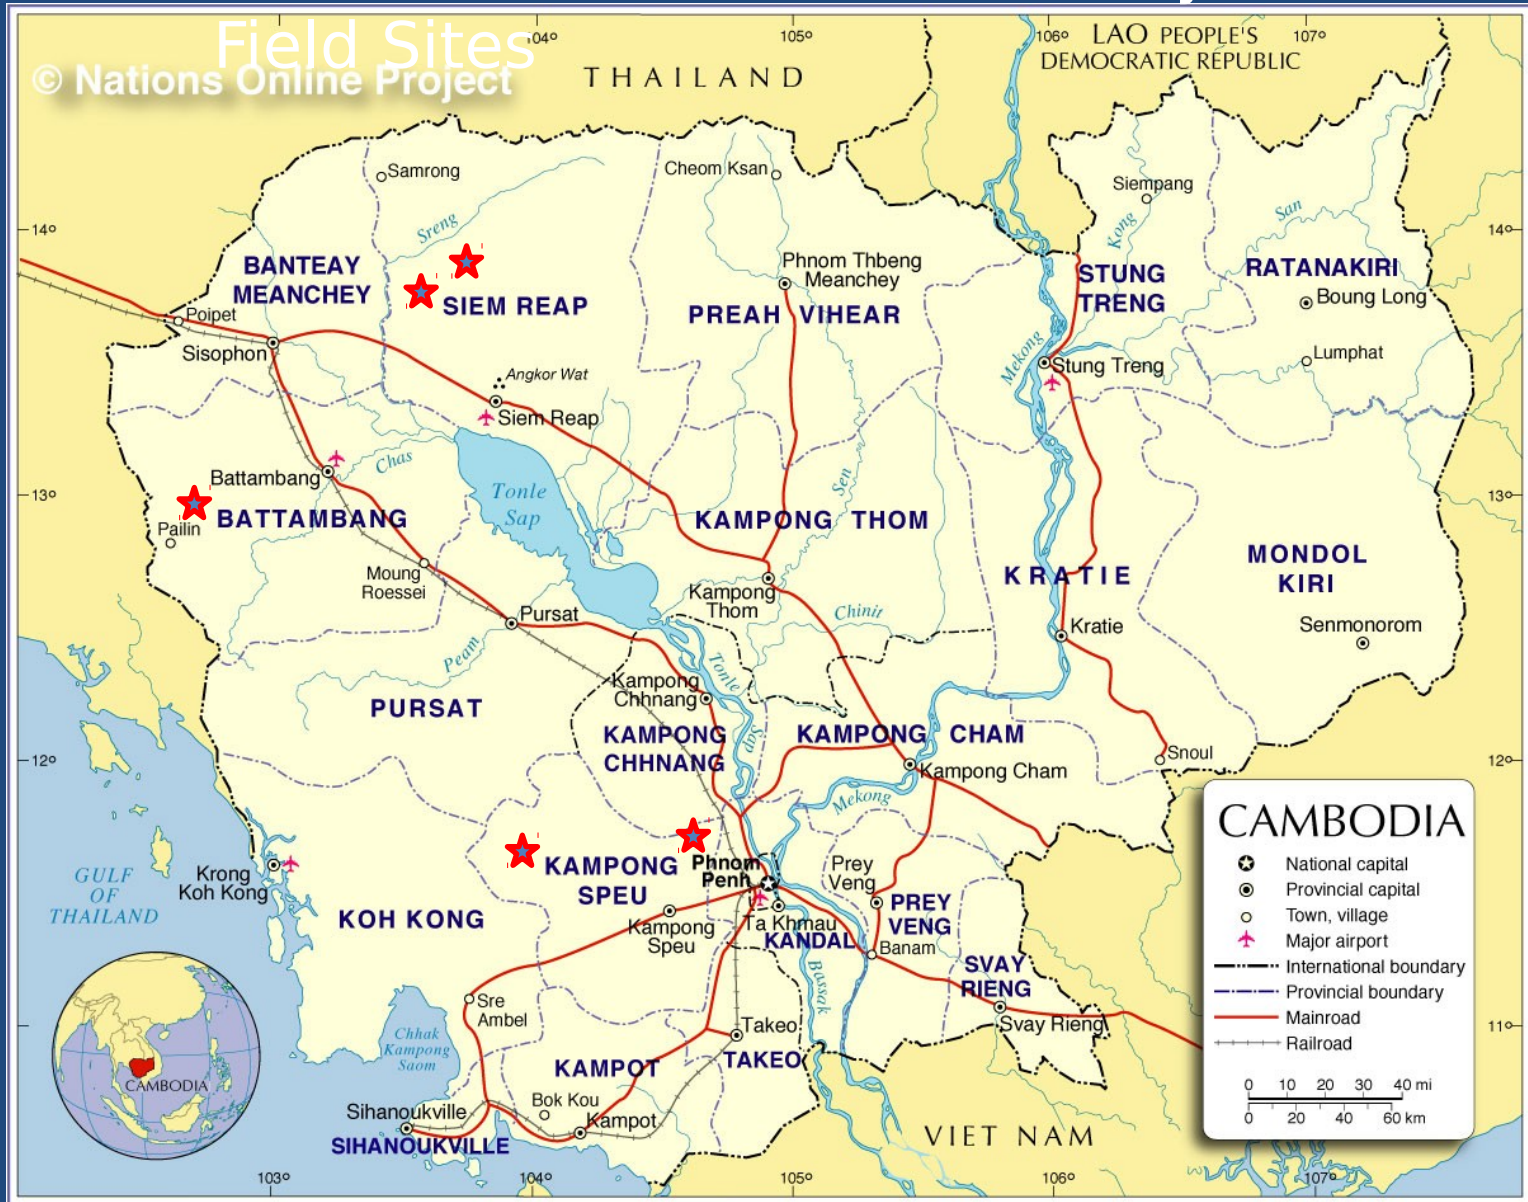 Field Sites
© Nations Online Project
104°
105°
106°
107°
LAO PEOPLE'S
DEMOCRATIC REPUBLIC
THAILAND
Samrong
Cheom Ksan
Siempang
Sreng
Kong
San
14°
14°
BANTEAY
MEANCHEY
SIEM REAP
Phnom Thbeng
Meanchey
PREAH VIHEAR
STUNG
TRENG
RATANAKIRI
Boung Long
Poipet
Sisophon
Angkor Wat
Siem Reap
Mekong
Stung Treng
Lumphat
Battambang
Chas
Tonle
Sap
Sen
13°
13°
Pailin
BATTAMBANG
KAMPONG THOM
Moung
Roessei
Kampong
Thom
KRATIE
MONDOL
KIRI
Pursat
Chinit
Kratie
Senmonorom
Peam
Kampong
Chhnang
Tonle
Sap
PURSAT
KAMPONG
CHHNANG
KAMPONG CHAM
Kampong Cham
Snoul
12°
12°
Mekong
GULF
OF
THAILAND
Krong
Koh Kong
KOH KONG
KAMPONG
SPEU
Phnom
Penh
Prey
Veng
PREY
VENG
Kampong
Speu
Ta Khmau
KANDAL
Banam
SVAY
RIENG
Bassak
Svay Rieng
Sre
Ambel
Chhak
Kampong
Saom
Takeo
TAKEO
11°
KAMPOT
Bok Kou
Kampot
Sihanoukville
SIHANOUKVILLE
VIET NAM
CAMBODIA
CAMBODIA
National capital
Provincial capital
Town, village
Major airport
International boundary
Provincial boundary
Mainroad
Railroad
0 10 20 30 40 mi
0 20 40 60 km
103°
104°
105°
106°
107°